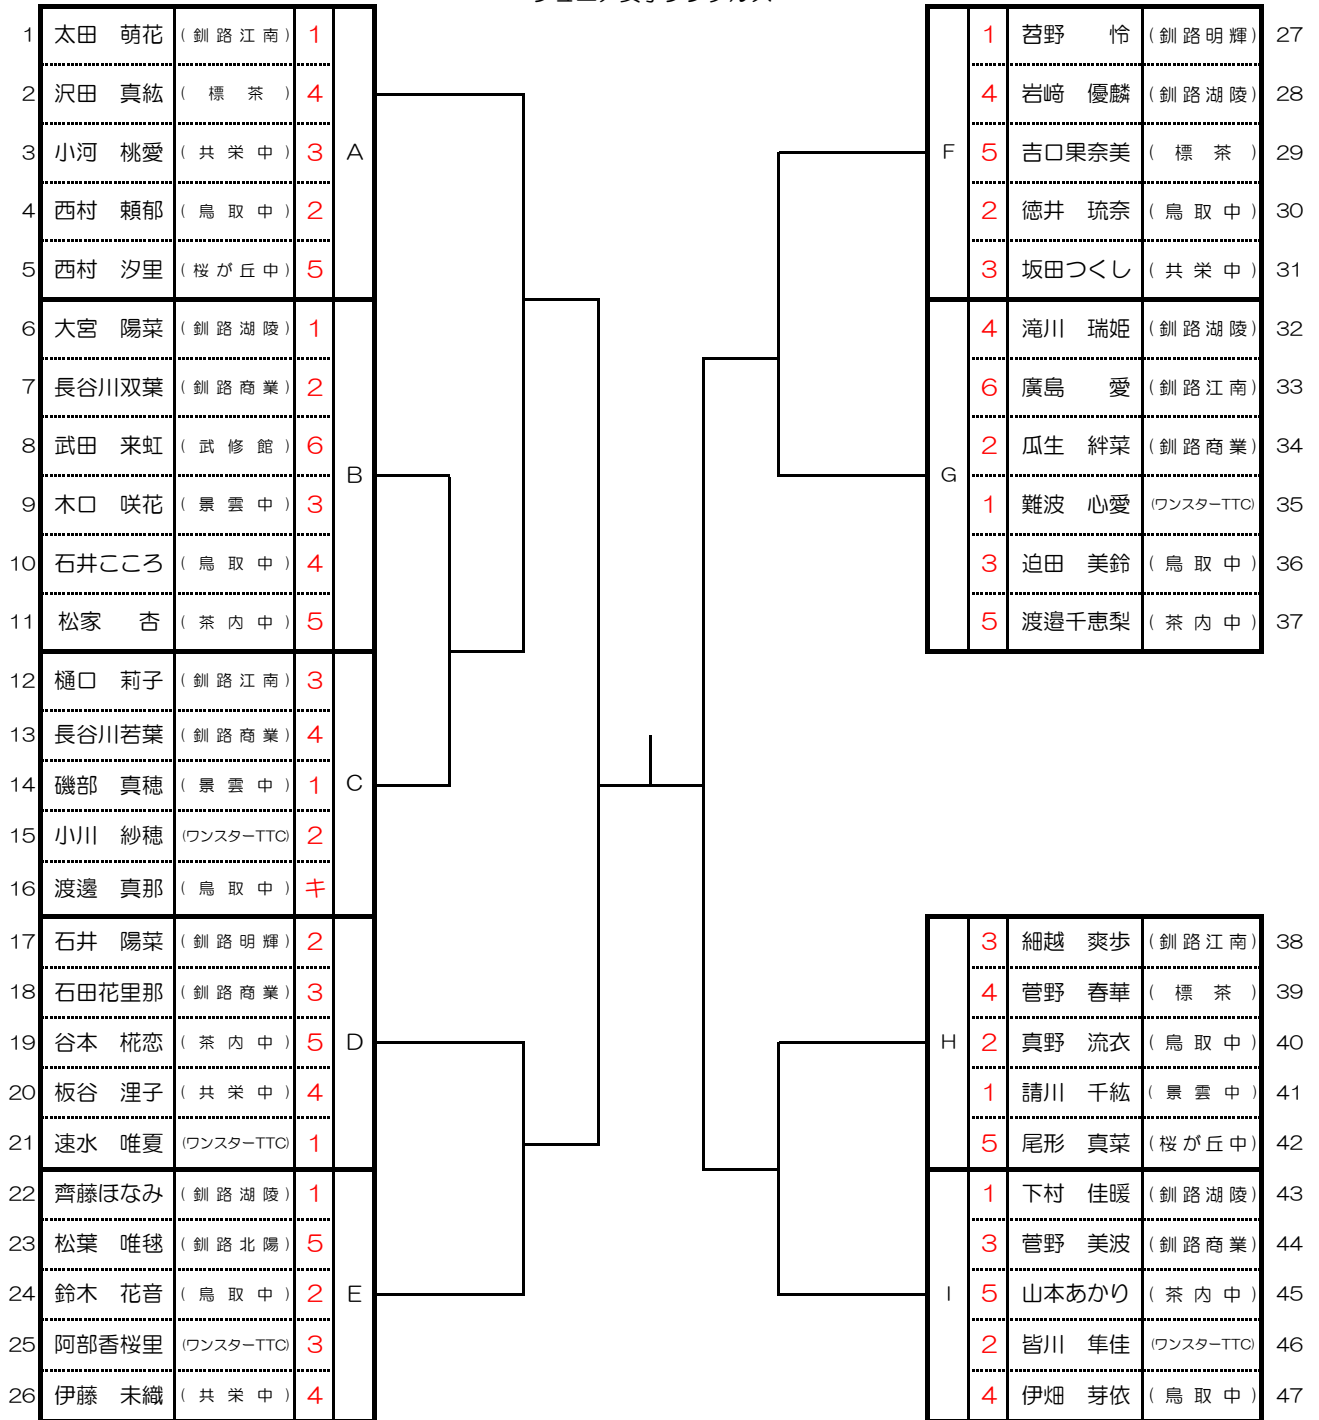 1 太田 萌花 (釧路江南) 1
2 沢田 真紘 (標茶) 4
3 小河 桃愛 (共栄中) 3
4 西村 頼郁 (鳥取中) 2
5 西村 汐里 (桜が丘中) 5
A
6 大宮 陽菜 (釧路湖陵) 1
7 長谷川双葉 (釧路商業) 2
8 武田 来虹 (武修館) 6
9 木口 咲花 (景雲中) 3
10 石井こころ (鳥取中) 4
11 松家 杏 (茶内中) 5
B
12 樋口 莉子 (釧路江南) 3
13 長谷川若葉 (釧路商業) 4
14 磯部 真穂 (景雲中) 1
15 小川 紗穂 (ワンスターTTC) 2
16 渡邊 真那 (鳥取中) キ
C
17 石井 陽菜 (釧路明輝) 2
18 石田花里那 (釧路商業) 3
19 谷本 椛恋 (茶内中) 5
20 板谷 浬子 (共栄中) 4
21 速水 唯夏 (ワンスターTTC) 1
D
22 齊藤ほなみ (釧路湖陵) 1
23 松葉 唯毬 (釧路北陽) 5
24 鈴木 花音 (鳥取中) 2
25 阿部香桜里 (ワンスターTTC) 3
26 伊藤 未織 (共栄中) 4
E
1 苔野 怜 (釧路明輝) 27
4 岩﨑 優麟 (釧路湖陵) 28
5 吉口果奈美 (標茶) 29
2 徳井 琉奈 (鳥取中) 30
3 坂田つくし (共栄中) 31
F
4 滝川 瑞姫 (釧路湖陵) 32
6 廣島 愛 (釧路江南) 33
2 瓜生 絆菜 (釧路商業) 34
1 難波 心愛 (ワンスターTTC) 35
3 迫田 美鈴 (鳥取中) 36
5 渡邉千恵梨 (茶内中) 37
G
3 細越 爽歩 (釧路江南) 38
4 菅野 春華 (標茶) 39
2 真野 流衣 (鳥取中) 40
1 請川 千紘 (景雲中) 41
5 尾形 真菜 (桜が丘中) 42
H
1 下村 佳暖 (釧路湖陵) 43
3 菅野 美波 (釧路商業) 44
5 山本あかり (茶内中) 45
2 皆川 隼佳 (ワンスターTTC) 46
4 伊畑 芽依 (鳥取中) 47
I